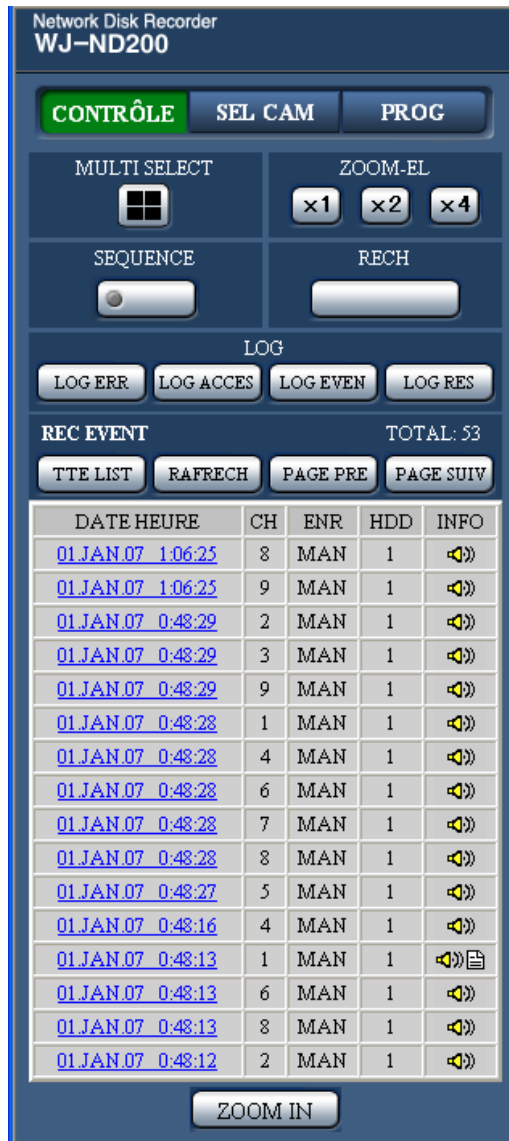 Network Disk Recorder
WJ-ND200
CONTRÔLE SEL CAM PROG
MULTI SELECT ZOOM-EL
×1 ×2 ×4
SEQUENCE RECH
LOG
LOG ERR LOG ACCES LOG EVEN LOG RES
REC EVENT TOTAL: 53
TTE LIST RAFRECH PAGE PRE PAGE SUIV
DATE HEURE CH ENR HDD INFO
01.JAN.07 1:06:25 8 MAN 1
01.JAN.07 1:06:25 9 MAN 1
01.JAN.07 0:48:29 2 MAN 1
01.JAN.07 0:48:29 3 MAN 1
01.JAN.07 0:48:29 9 MAN 1
01.JAN.07 0:48:28 1 MAN 1
01.JAN.07 0:48:28 4 MAN 1
01.JAN.07 0:48:28 6 MAN 1
01.JAN.07 0:48:28 7 MAN 1
01.JAN.07 0:48:28 8 MAN 1
01.JAN.07 0:48:27 5 MAN 1
01.JAN.07 0:48:16 4 MAN 1
01.JAN.07 0:48:13 1 MAN 1
01.JAN.07 0:48:13 6 MAN 1
01.JAN.07 0:48:13 8 MAN 1
01.JAN.07 0:48:12 2 MAN 1
ZOOM IN